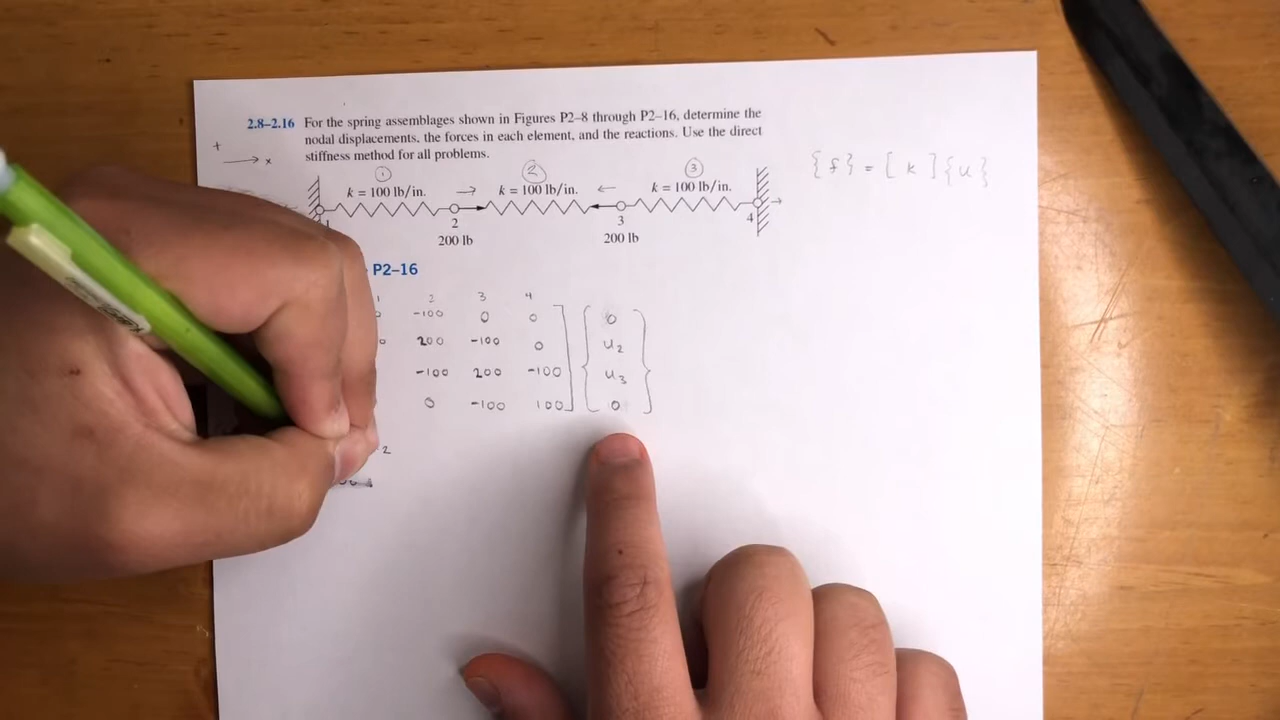 2.8–2.16 For the spring assemblages shown in Figures P2–8 through P2–16, determine the
nodal displacements, the forces in each element, and the reactions. Use the direct
stiffness method for all problems.
+
x
{f} = [k]{u}
① ② ③
k = 100 lb/in. k = 100 lb/in. k = 100 lb/in.
1 2 3 4
200 lb 200 lb
P2–16
1 2 3 4
-100 0 0 0
200 -100 0 u2
-100 200 -100 u3
0 -100 100 0
2